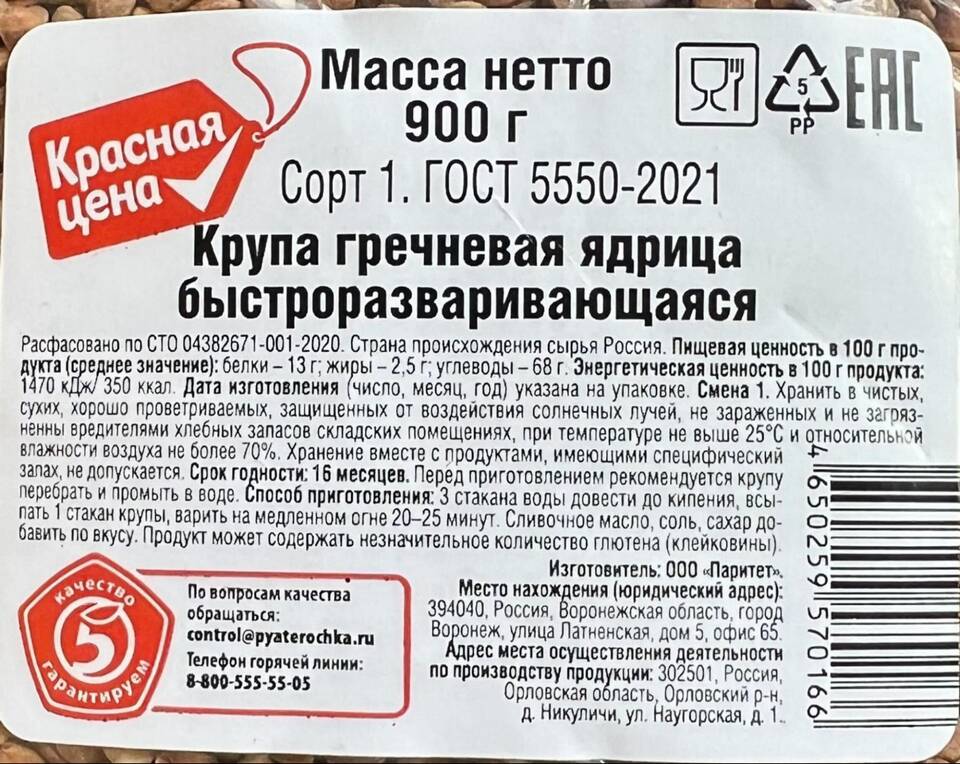 Красная
цена
Масса нетто
900 г
5
PP
ЕАС
Сорт 1. ГОСТ 5550-2021
Крупа гречневая ядрица
быстроразваривающаяся
Расфасовано по СТО 04382671-001-2020. Страна происхождения сырья Россия. Пищевая ценность в 100 г про-
дукта (среднее значение): белки – 13 г; жиры – 2,5 г; углеводы – 68 г. Энергетическая ценность в 100 г продукта:
1470 кДж/ 350 ккал. Дата изготовления (число, месяц, год) указана на упаковке. Смена 1. Хранить в чистых,
сухих, хорошо проветриваемых, защищенных от воздействия солнечных лучей, не зараженных и не загряз-
ненны вредителями хлебных запасов складских помещениях, при температуре не выше 25°С и относительной
влажности воздуха не более 70%. Хранение вместе с продуктами, имеющими специфический
запах, не допускается. Срок годности: 16 месяцев. Перед приготовлением рекомендуется крупу
перебрать и промыть в воде. Способ приготовления: 3 стакана воды довести до кипения, всы-
пать 1 стакан крупы, варить на медленном огне 20–25 минут. Сливочное масло, соль, сахар до-
бавить по вкусу. Продукт может содержать незначительное количество глютена (клейковины).
качество
5
гарантируем
По вопросам качества
обращаться:
control@pyaterochka.ru
Телефон горячей линии:
8-800-555-55-05
Изготовитель: ООО «Паритет».
Место нахождения (юридический адрес):
394040, Россия, Воронежская область, город
Воронеж, улица Латненская, дом 5, офис 65.
Адрес места осуществления деятельности
по производству продукции: 302501, Россия,
Орловская область, Орловский р-н,
д. Никуличи, ул. Наугорская, д. 1.
4 650259 570166